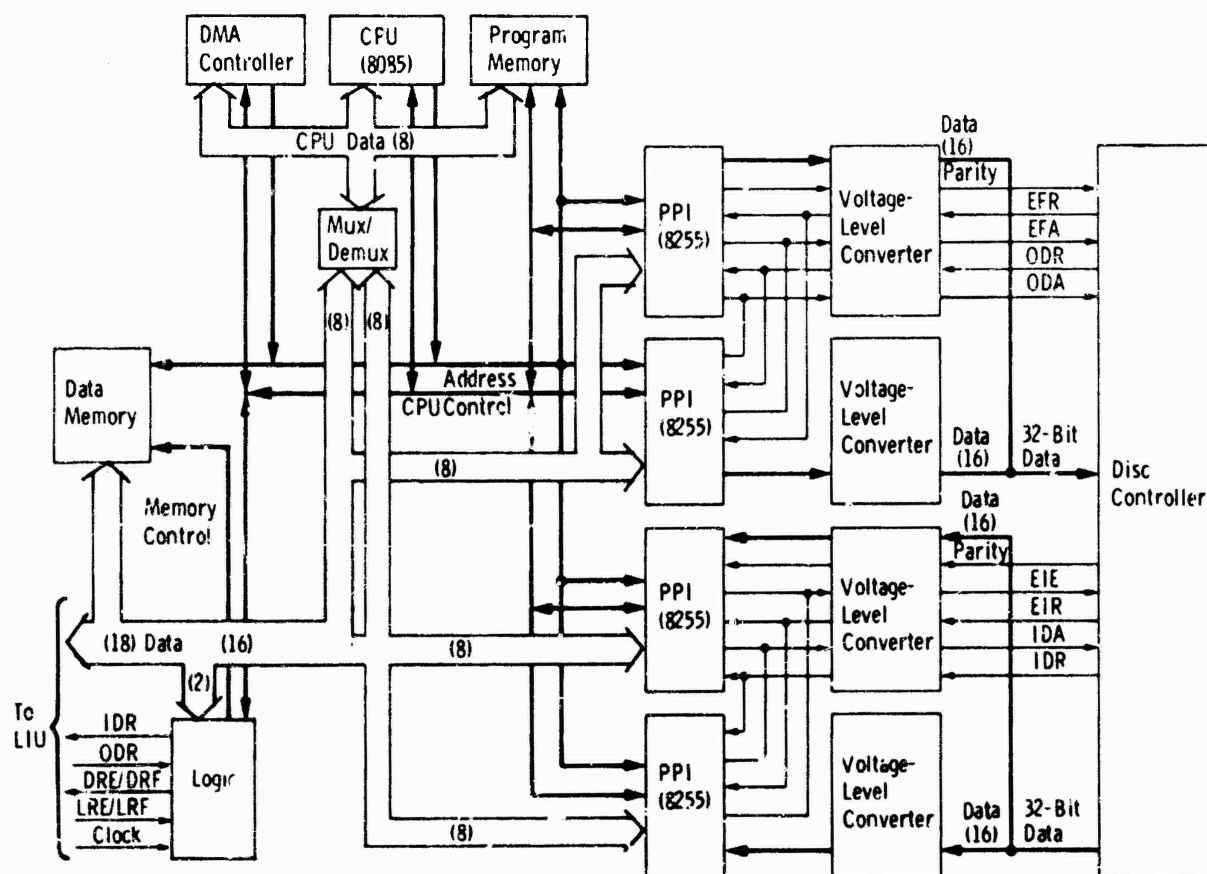 DMA
Controller
CPU
(8085)
Program
Memory
CPU Data (8)
Mux/
Demux
(8)
(8)
Data
Memory
Address
CPU Control
(8)
Memory
Control
(18) Data
(16)
(8)
(2)
To
LIU
IDR
ODR
DRE/DRF
LRE/LRF
Clock
Logic
(8)
PPI
(8255)
PPI
(8255)
PPI
(8255)
PPI
(8255)
Voltage-
Level
Converter
Voltage-
Level
Converter
Voltage-
Level
Converter
Voltage-
Level
Converter
Data
(16)
Parity
EFR
EFA
ODR
ODA
Data
(16)
32-Bit
Data
Disc
Controller
Data
(16)
Parity
EIE
EIR
IDA
IDR
Data
(16)
32-Bit
Data